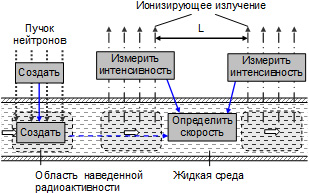 Ионизирующее излучение
Пучок
нейтронов
L
Создать
Измерить
интенсивность
Измерить
интенсивность
Создать
Определить
скорость
Область наведенной
радиоактивности
Жидкая среда